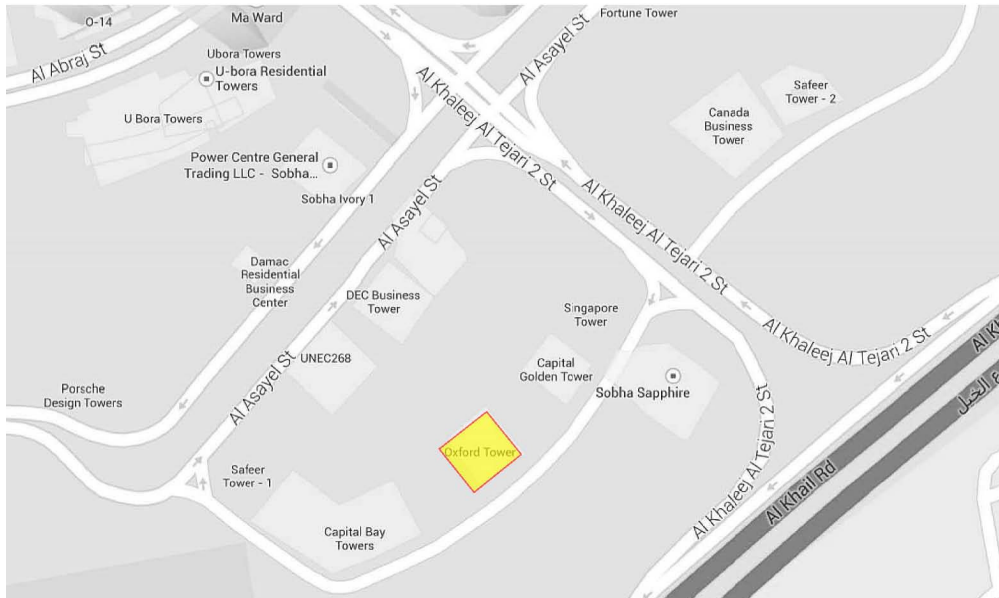 0-14
Ma Ward
Fortune Tower
Al Abraj St
Al Asayel St
Ubora Towers
U-bora Residential
Towers
Al Khaleej Al Tejari 2 St
Safeer
Tower - 2
U Bora Towers
Canada
Business
Tower
Power Centre General
Trading LLC - Sobha...
Sobha Ivory 1
Al Asayel St
Al Khaleej Al Tejari 2 St
Damac
Residential
Business
Center
DEC Business
Tower
Singapore
Tower
Al Khaleej Al Tejari 2 St
UNEC268
Al Asayel St
Capital
Golden Tower
Sobha Sapphire
Porsche
Design Towers
Al Khaleej Al Tejari 2 St
Oxford Tower
Safeer
Tower - 1
Al Khail Rd
Capital Bay
Towers